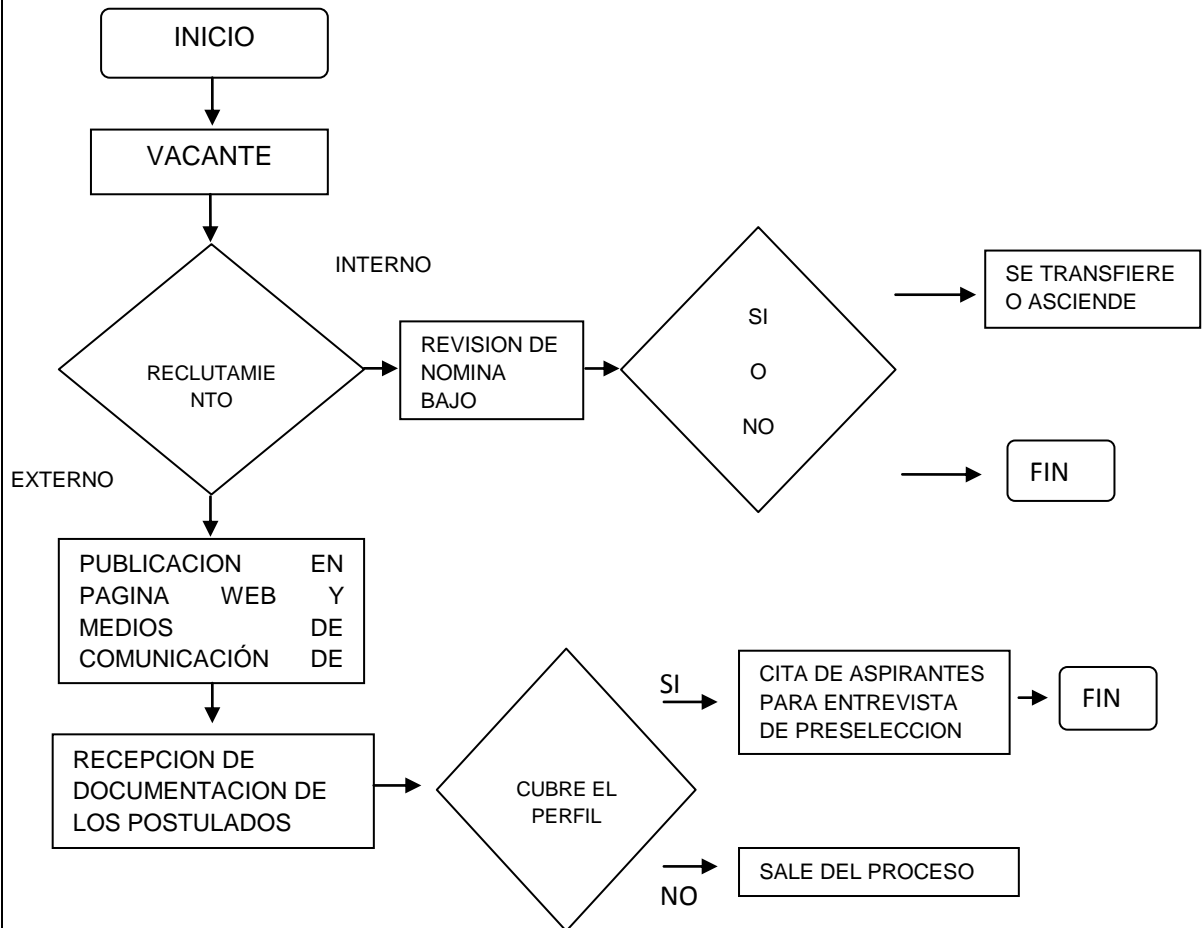 INICIO
VACANTE
INTERNO
RECLUTAMIE
NTO
REVISION DE
NOMINA
BAJO
SI
O
NO
SE TRANSFIERE
O ASCIENDE
FIN
EXTERNO
PUBLICACION EN
PAGINA WEB Y
MEDIOS DE
COMUNICACIÓN DE
RECEPCION DE
DOCUMENTACION DE
LOS POSTULADOS
CUBRE EL
PERFIL
SI
CITA DE ASPIRANTES
PARA ENTREVISTA
DE PRESELECCION
FIN
NO
SALE DEL PROCESO